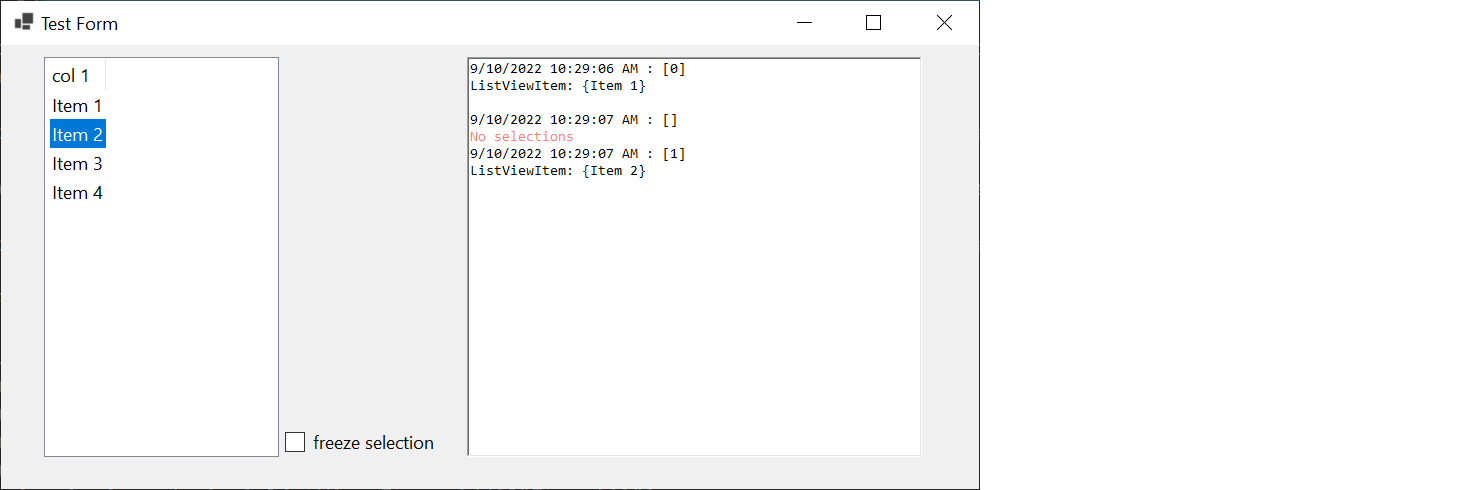 Test Form
col 1
Item 1
Item 2
Item 3
Item 4
freeze selection
9/10/2022 10:29:06 AM : [0]
ListViewItem: {Item 1}
9/10/2022 10:29:07 AM : []
No selections
9/10/2022 10:29:07 AM : [1]
ListViewItem: {Item 2}